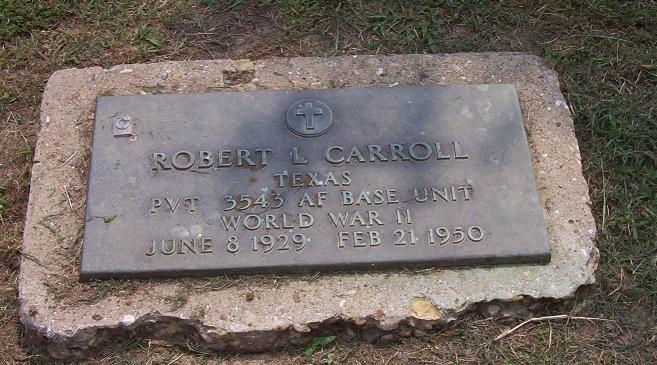 ROBERT L CARROLL
TEXAS
PVT 3543 AF BASE UNIT
WORLD WAR II
JUNE 8 1929 FEB 21 1950